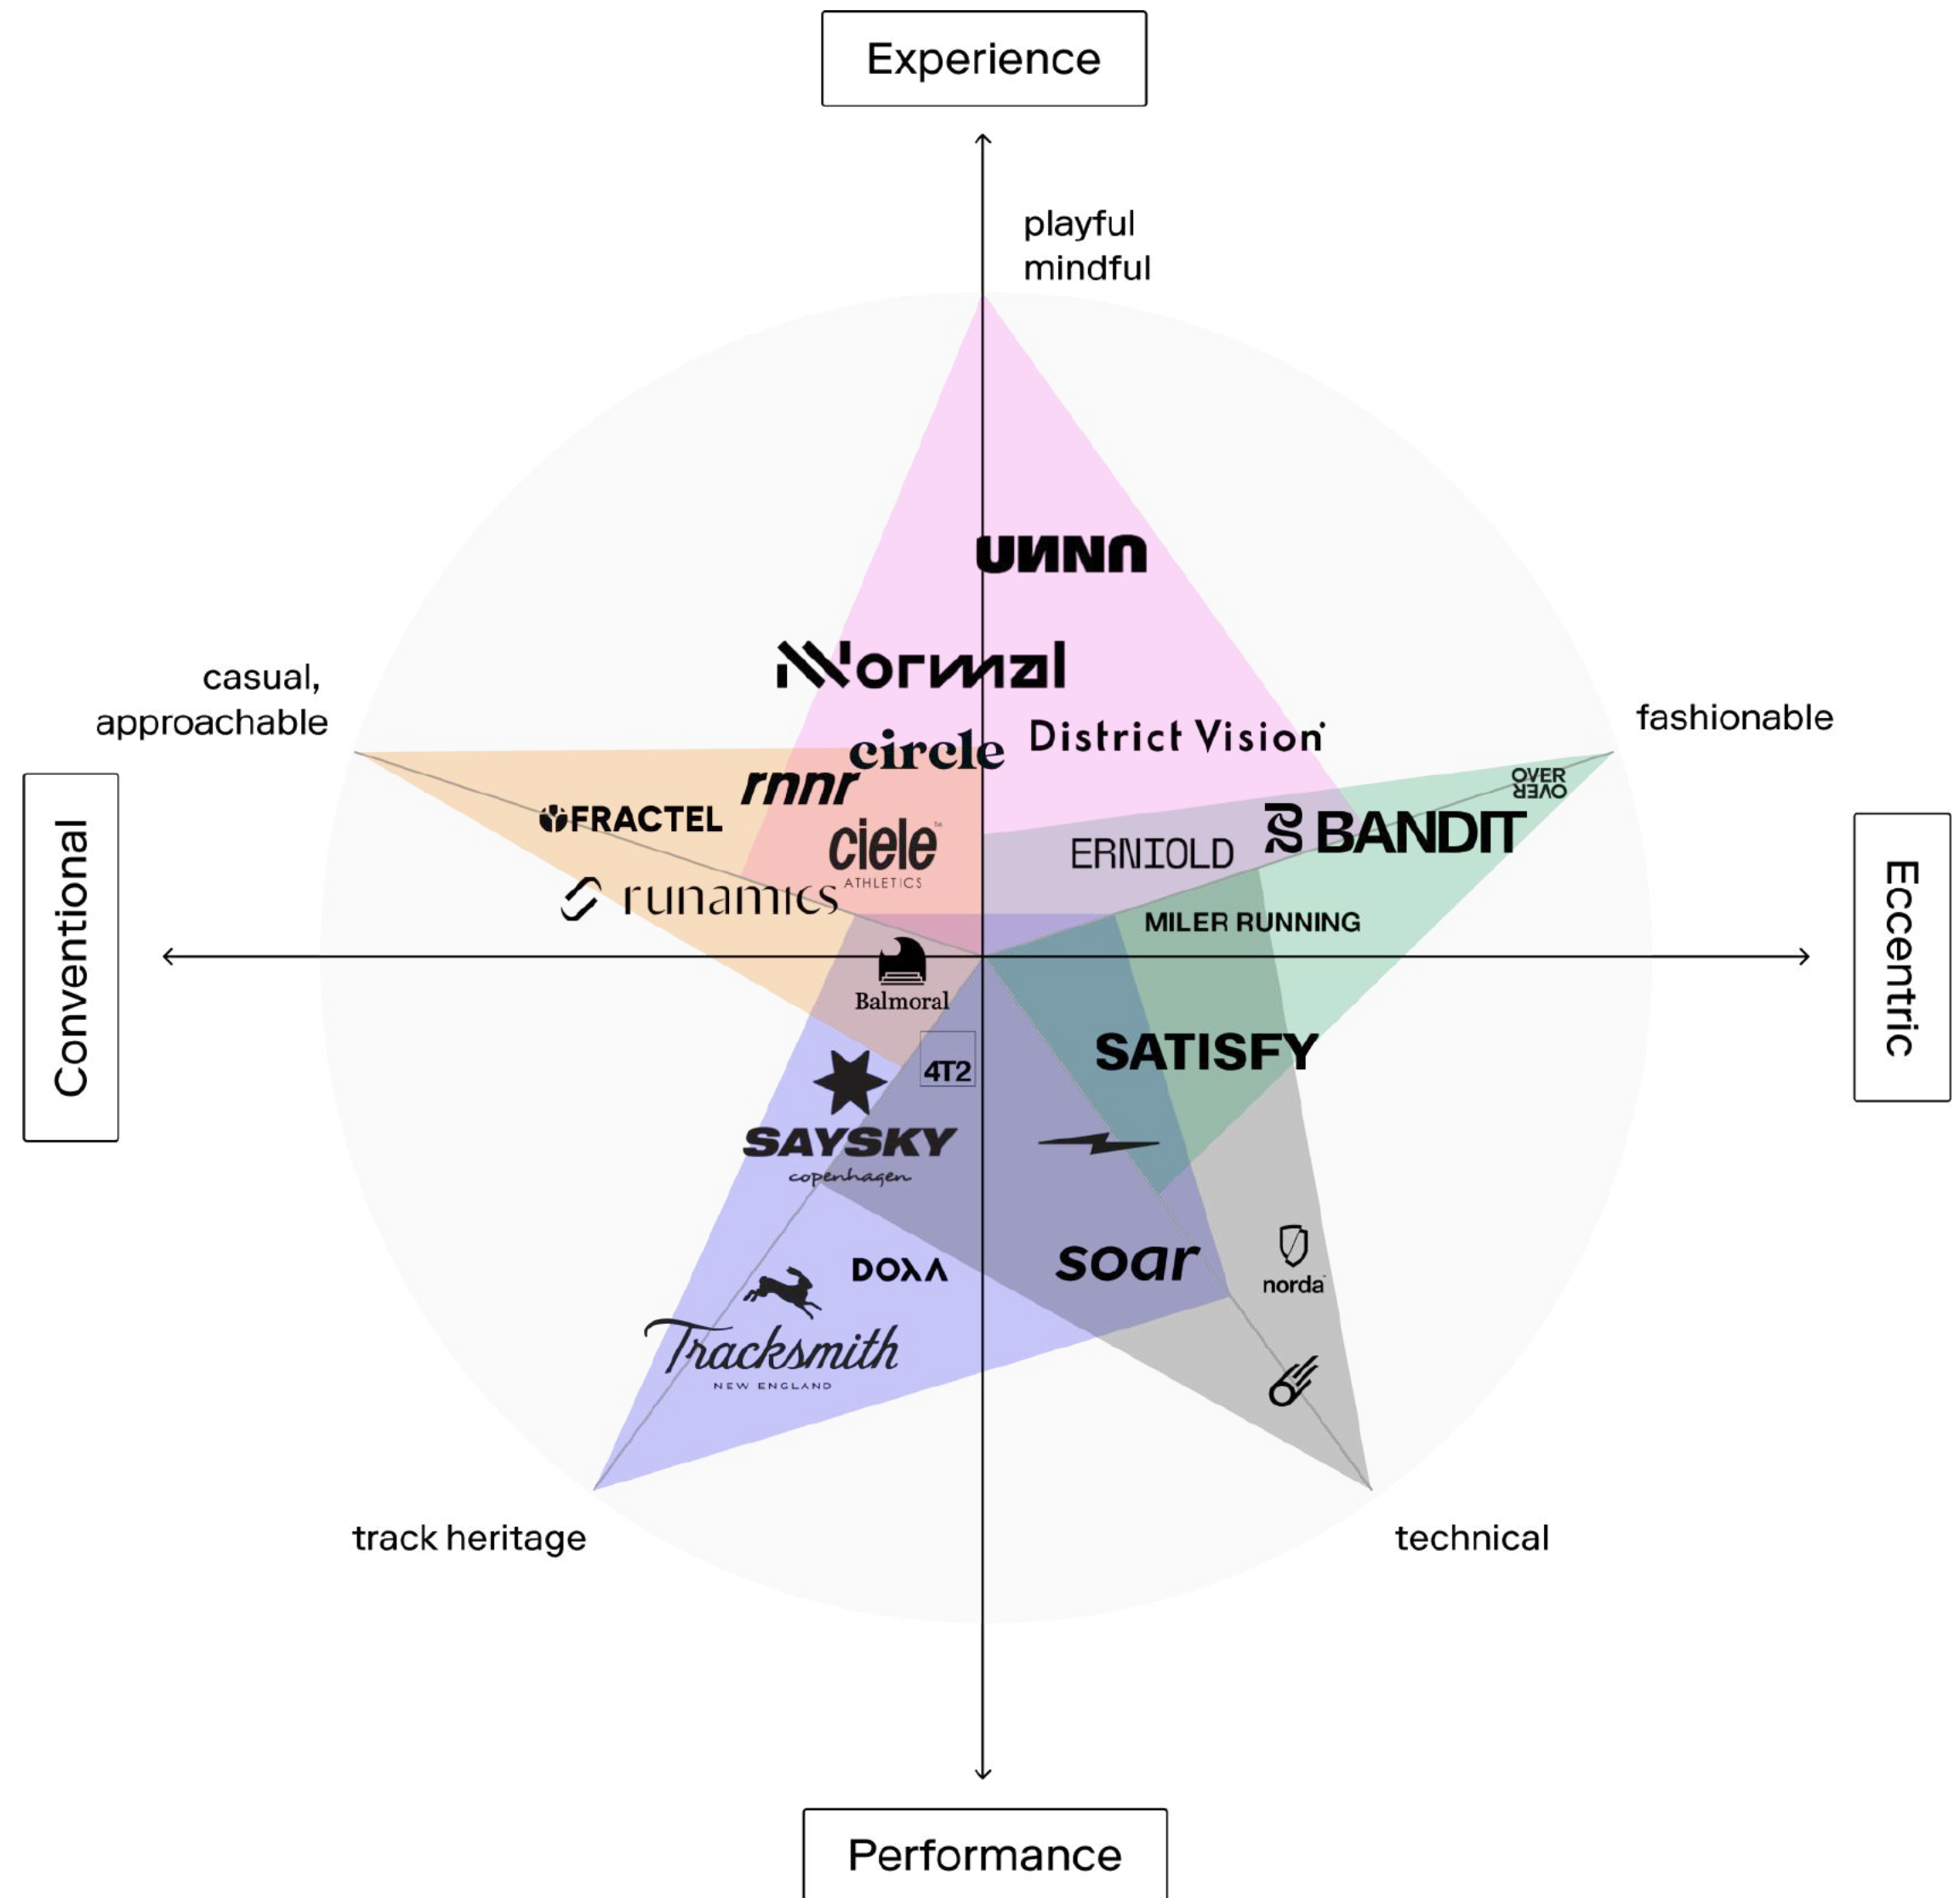 Experience
playful
mindful
UNNA
NNormal
casual,
approachable
fashionable
circle
District Vision
rnnr
OVER
OVER
FRACTEL
BANDIT
ciele
™
ATHLETICS
ERNIOLD
runamics
MILER RUNNING
Conventional
Eccentric
Balmoral
SATISFY
4T2
SAYSKY
copenhagen
soar
DOXA
norda
Tracksmith
NEW ENGLAND
track heritage
technical
Performance